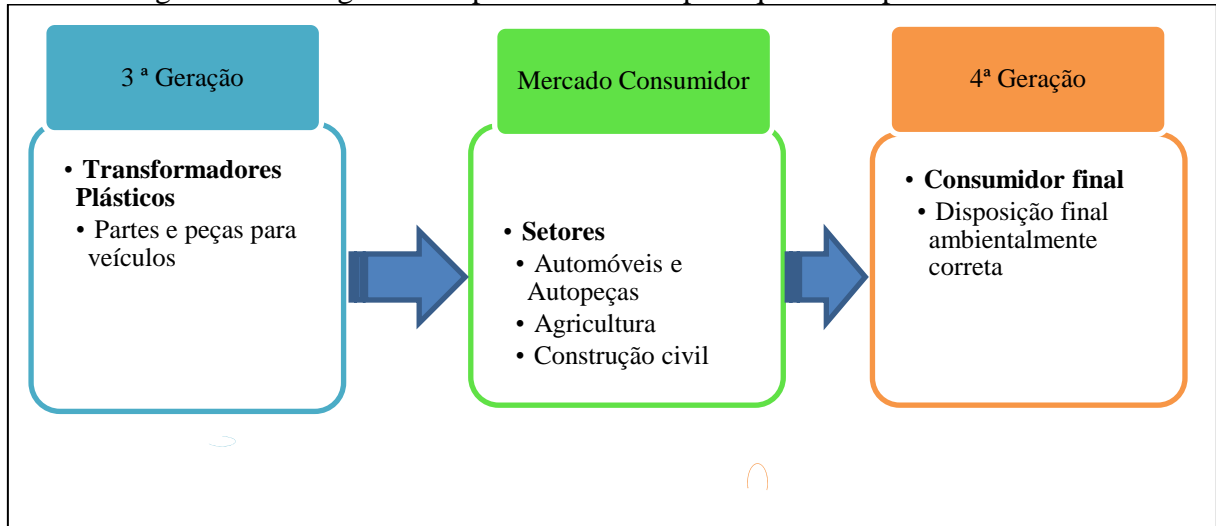 3 ª Geração
• Transformadores
Plásticos
• Partes e peças para
veículos
Mercado Consumidor
• Setores
• Automóveis e
Autopeças
• Agricultura
• Construção civil
4ª Geração
• Consumidor final
• Disposição final
ambientalmente
correta